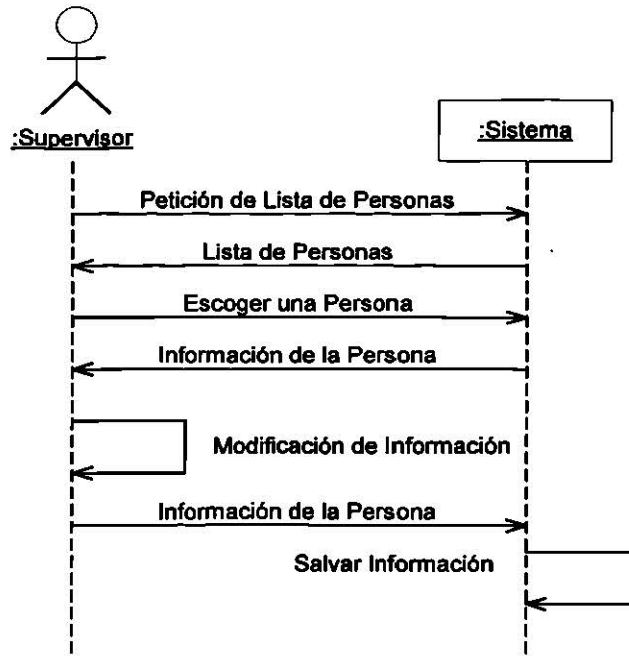 :Supervisor
:Sistema
Petición de Lista de Personas
Lista de Personas
Escoger una Persona
Información de la Persona
Modificación de Información
Información de la Persona
Salvar Información